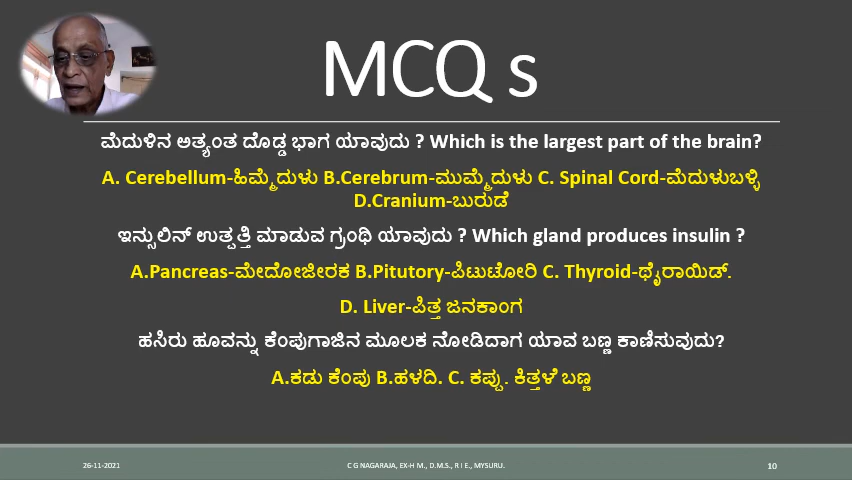 MCQ s
ಮೆದುಳಿನ ಅತ್ಯಂತ ದೊಡ್ಡ ಭಾಗ ಯಾವುದು ? Which is the largest part of the brain?
A. Cerebellum-ಹಿಮ್ಮೆದುಳು B.Cerebrum-ಮುಮ್ಮೆದುಳು C. Spinal Cord-ಮೆದುಳುಬಳ್ಳಿ
D.Cranium-ಬುರುಡೆ
ಇನ್ಸುಲಿನ್ ಉತ್ಪತ್ತಿ ಮಾಡುವ ಗ್ರಂಥಿ ಯಾವುದು ? Which gland produces insulin ?
A.Pancreas-ಮೇದೋಜೀರಕ B.Pitutory-ಪಿಟುಟೋರಿ C. Thyroid-ಥೈರಾಯಿಡ್.
D. Liver-ಪಿತ್ತ ಜನಕಾಂಗ
ಹಸಿರು ಹೂವನ್ನು ಕೆಂಪುಗಾಜಿನ ಮೂಲಕ ನೋಡಿದಾಗ ಯಾವ ಬಣ್ಣ ಕಾಣಿಸುವುದು?
A.ಕಡು ಕೆಂಪು B.ಹಳದಿ. C. ಕಪ್ಪು. ಕಿತ್ತಳೆ ಬಣ್ಣ
26-11-2021
C G NAGARAJA, EX-H M., D.M.S., R I E., MYSURU.
10